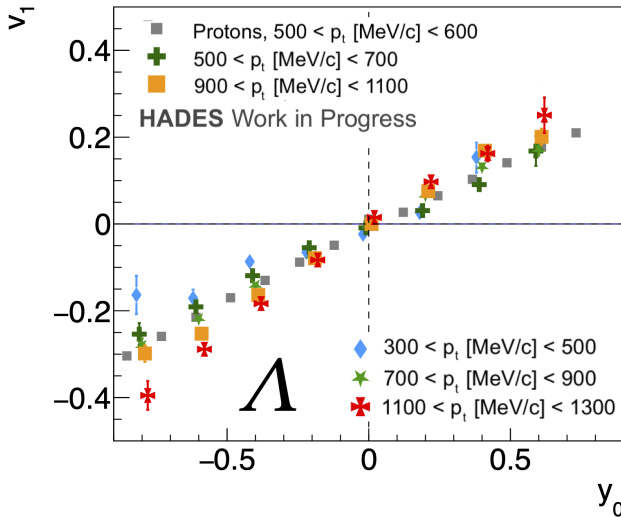 v₁
0.4
0.2
0
−0.2
−0.4
Protons, 500 < pₜ [MeV/c] < 600
500 < pₜ [MeV/c] < 700
900 < pₜ [MeV/c] < 1100
HADES Work in Progress
300 < pₜ [MeV/c] < 500
700 < pₜ [MeV/c] < 900
1100 < pₜ [MeV/c] < 1300
Λ
−0.5 0 0.5
y₀